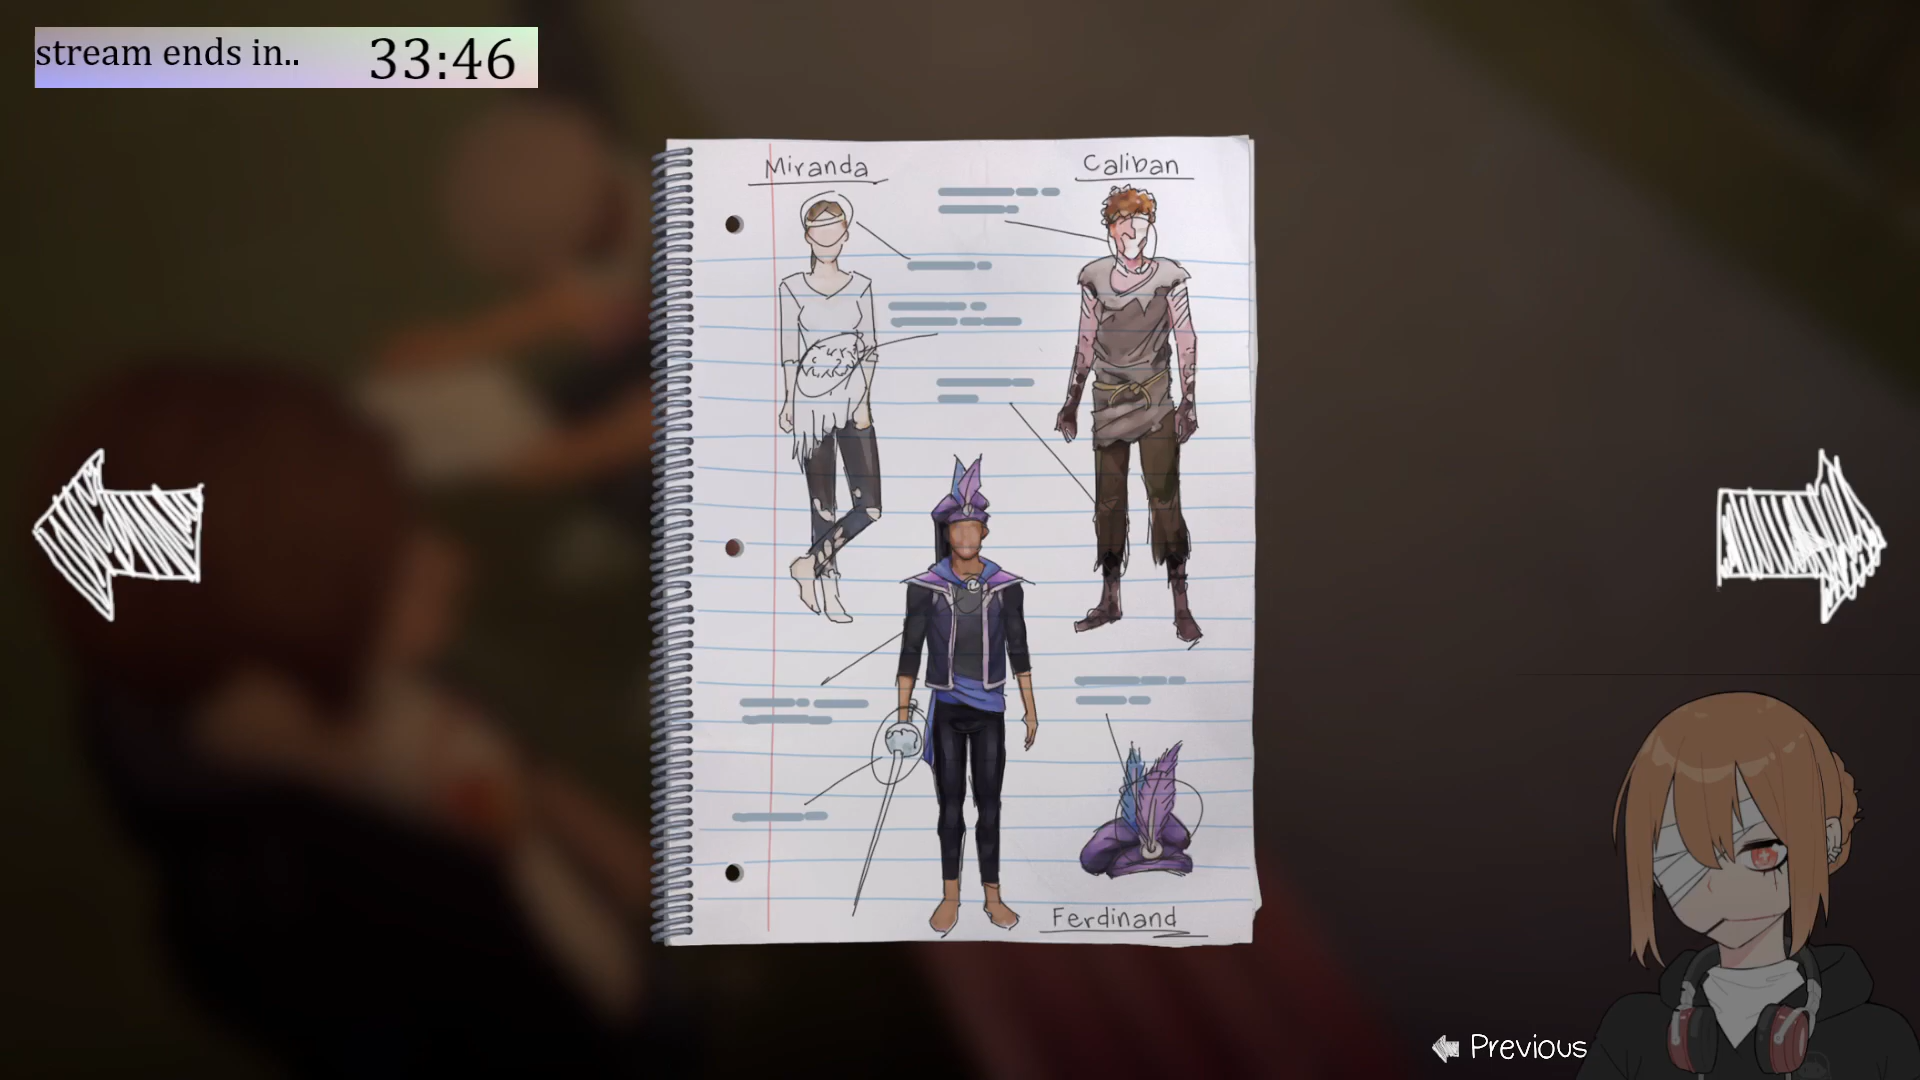 stream ends in.. 33:46
Miranda
Caliban
Ferdinand
Previous